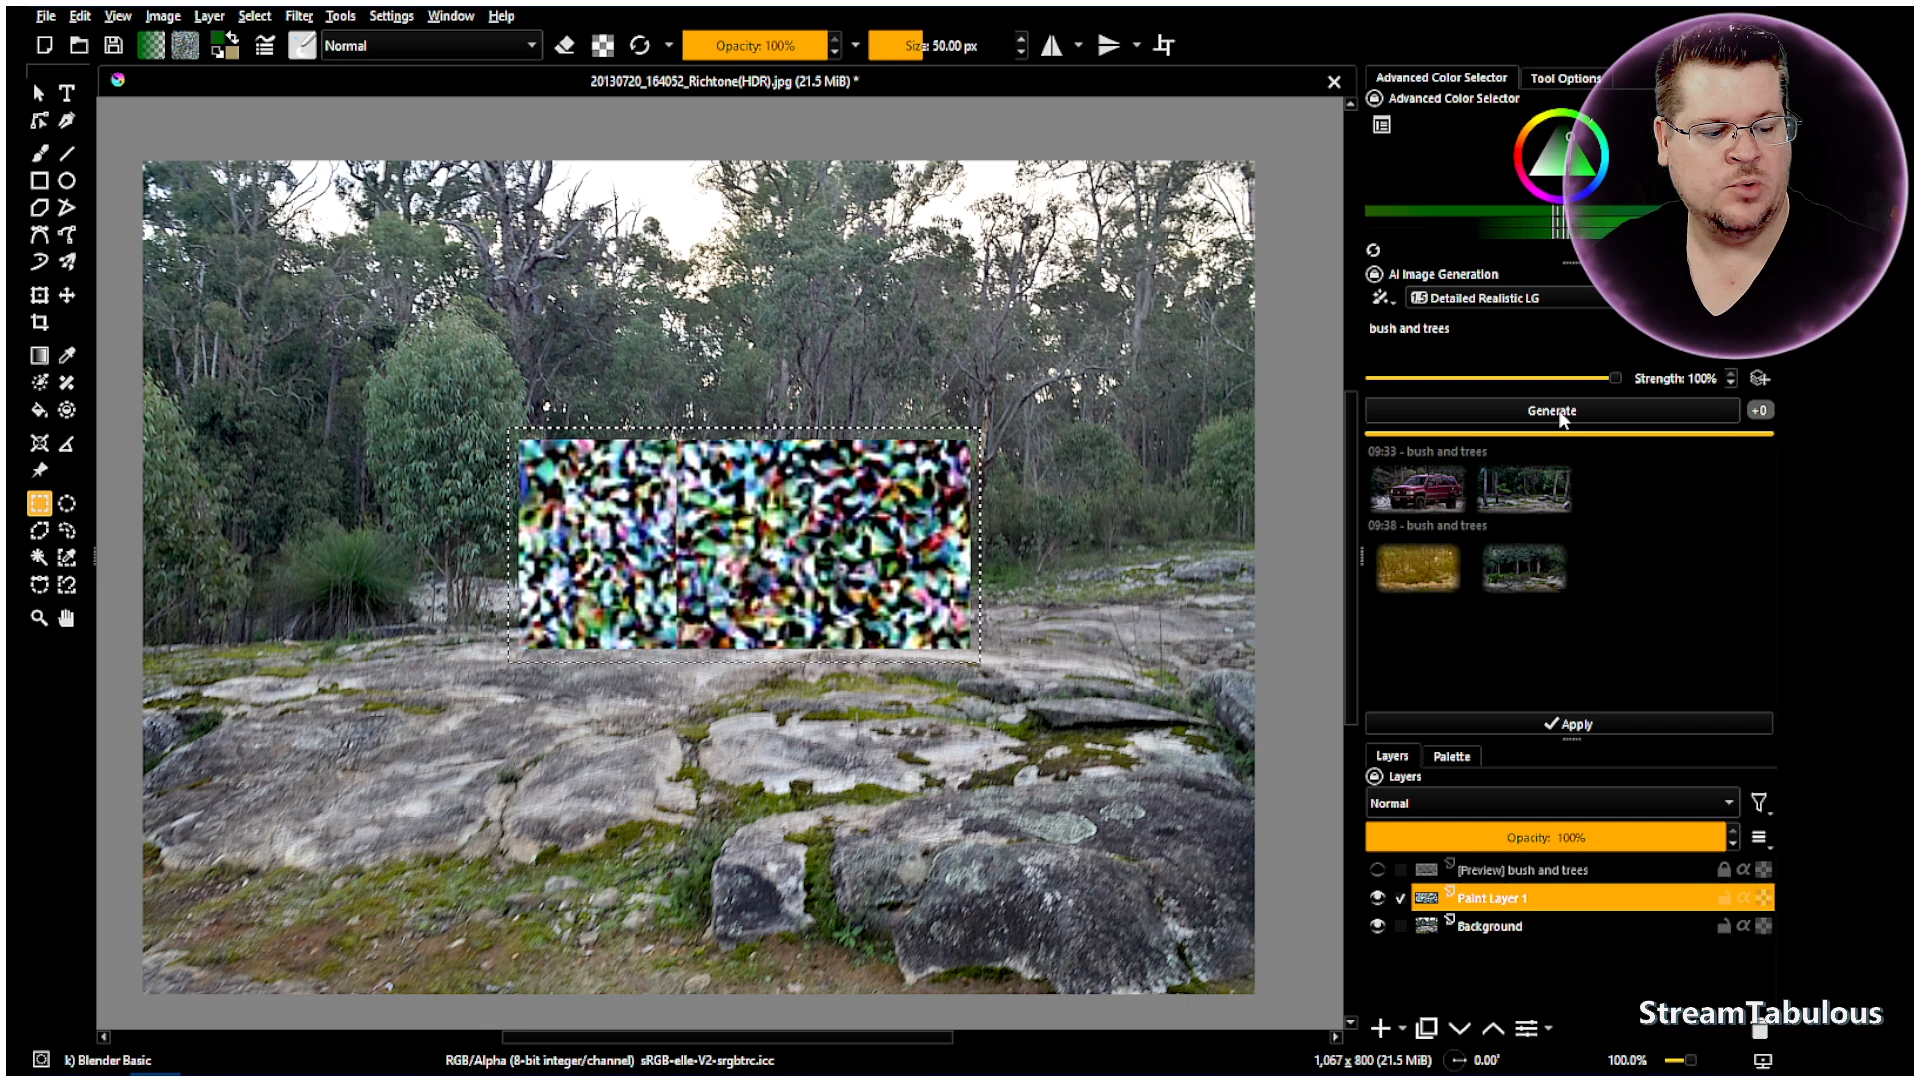 File Edit View Image Layer Select Filter Tools Settings Window Help
Normal
Opacity: 100%
Size: 50.00 px
20130720_164052_Richtone(HDR).jpg (21.5 MiB) *
Advanced Color Selector Tool Options
Advanced Color Selector
AI Image Generation
1.5 Detailed Realistic LG
bush and trees
Strength: 100%
Generate +0
09:33 - bush and trees
09:38 - bush and trees
Apply
Layers Palette
Layers
Normal
Opacity: 100%
[Preview] bush and trees
Paint Layer 1
Background
StreamTabulous
k) Blender Basic RGB/Alpha (8-bit integer/channel) sRGB-elle-V2-srgbtrc.icc 1,067 x 800 (21.5 MiB) 0.00° 100.0%